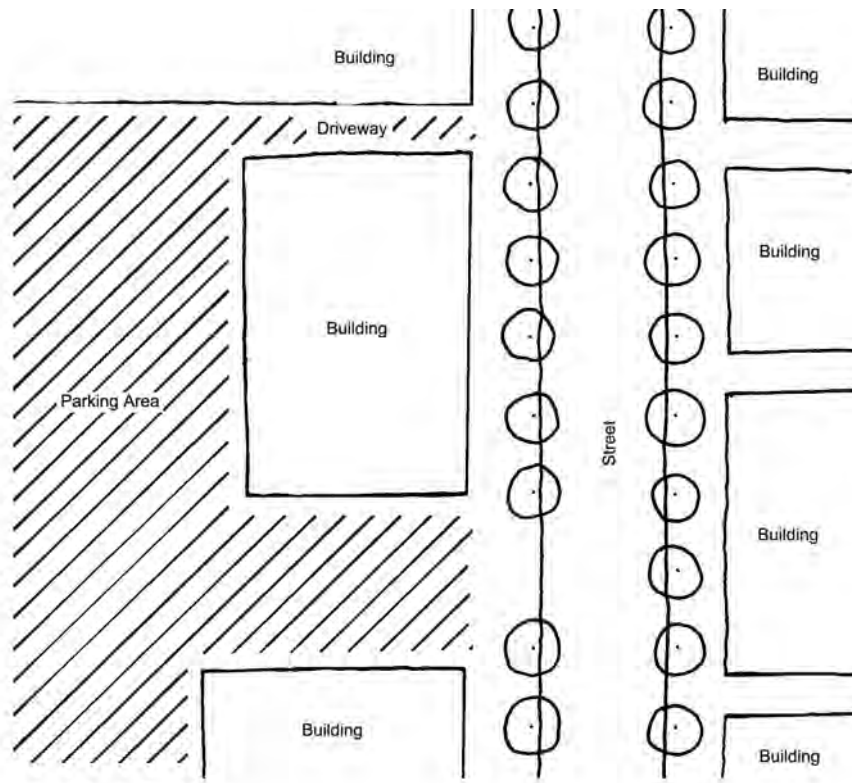 Building
Building
Driveway
Building
Building
Parking Area
Street
Building
Building
Building